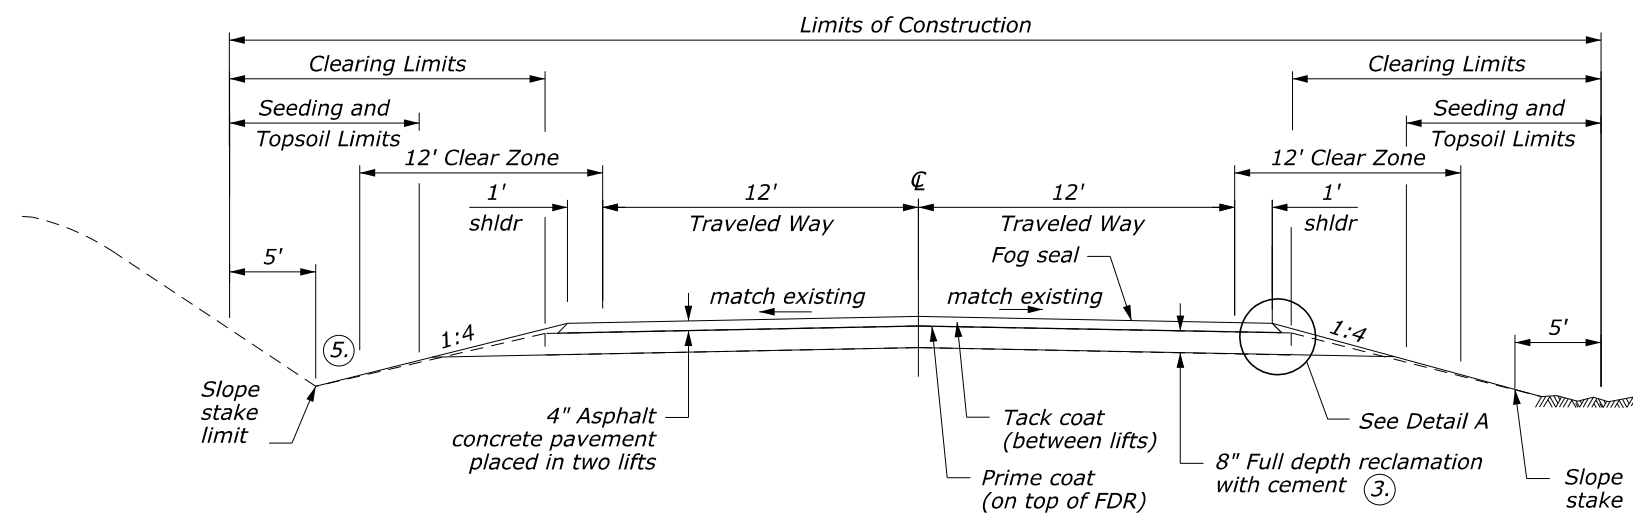 Limits of Construction
Clearing Limits
Clearing Limits
Seeding and
Topsoil Limits
Seeding and
Topsoil Limits
12' Clear Zone
12' Clear Zone
1'
shldr
12'
Traveled Way
℄
12'
Traveled Way
1'
shldr
5'
Fog seal
match existing
match existing
5.
1:4
1:4
5'
Slope
stake
limit
4" Asphalt
concrete pavement
placed in two lifts
Tack coat
(between lifts)
See Detail A
Prime coat
(on top of FDR)
8" Full depth reclamation
with cement 3.
Slope
stake